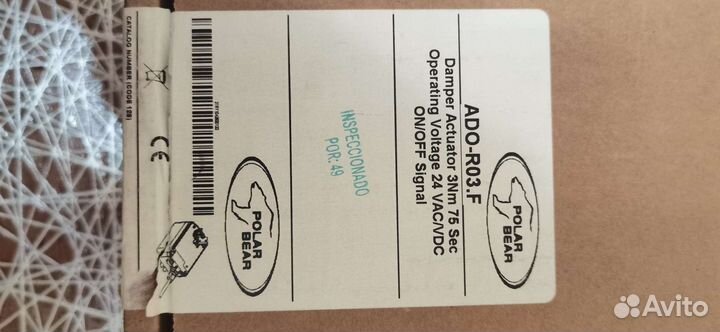 POLAR
BEAR
ADO-R03.F
Damper Actuator 3Nm 75 Sec
Operating Voltage 24 VAC/VDC
ON/OFF Signal
INSPECCIONADO
POR: 49
POLAR
BEAR
CE
CATALOG NUMBER (CODE 128)
Avito